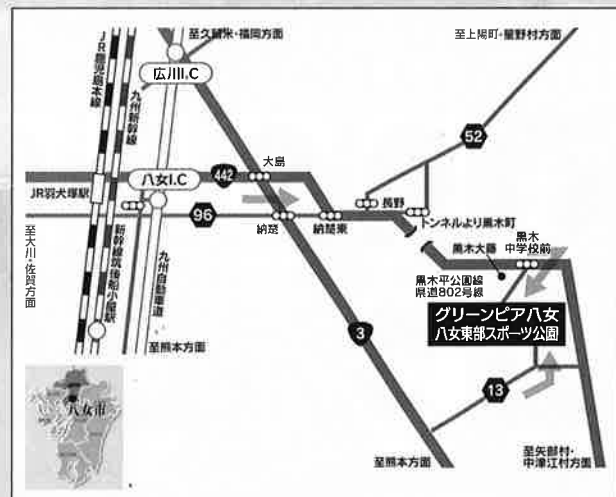 至久留米・福岡方面
至上陽町・星野村方面
JR鹿児島本線
九州新幹線
広川I.C
52
大島
442
八女I.C
JR羽犬塚駅
長野
96
トンネルより黒木町
納楚
納楚東
至大川・佐賀方面
新幹線筑後船小屋駅
九州自動車道
黒木大藤
黒木
中学校前
黒木平公園線
県道802号線
グリーンピア八女
八女東部スポーツ公園
3
至熊本方面
13
八女市
至熊本方面
至矢部村・
中津江村方面